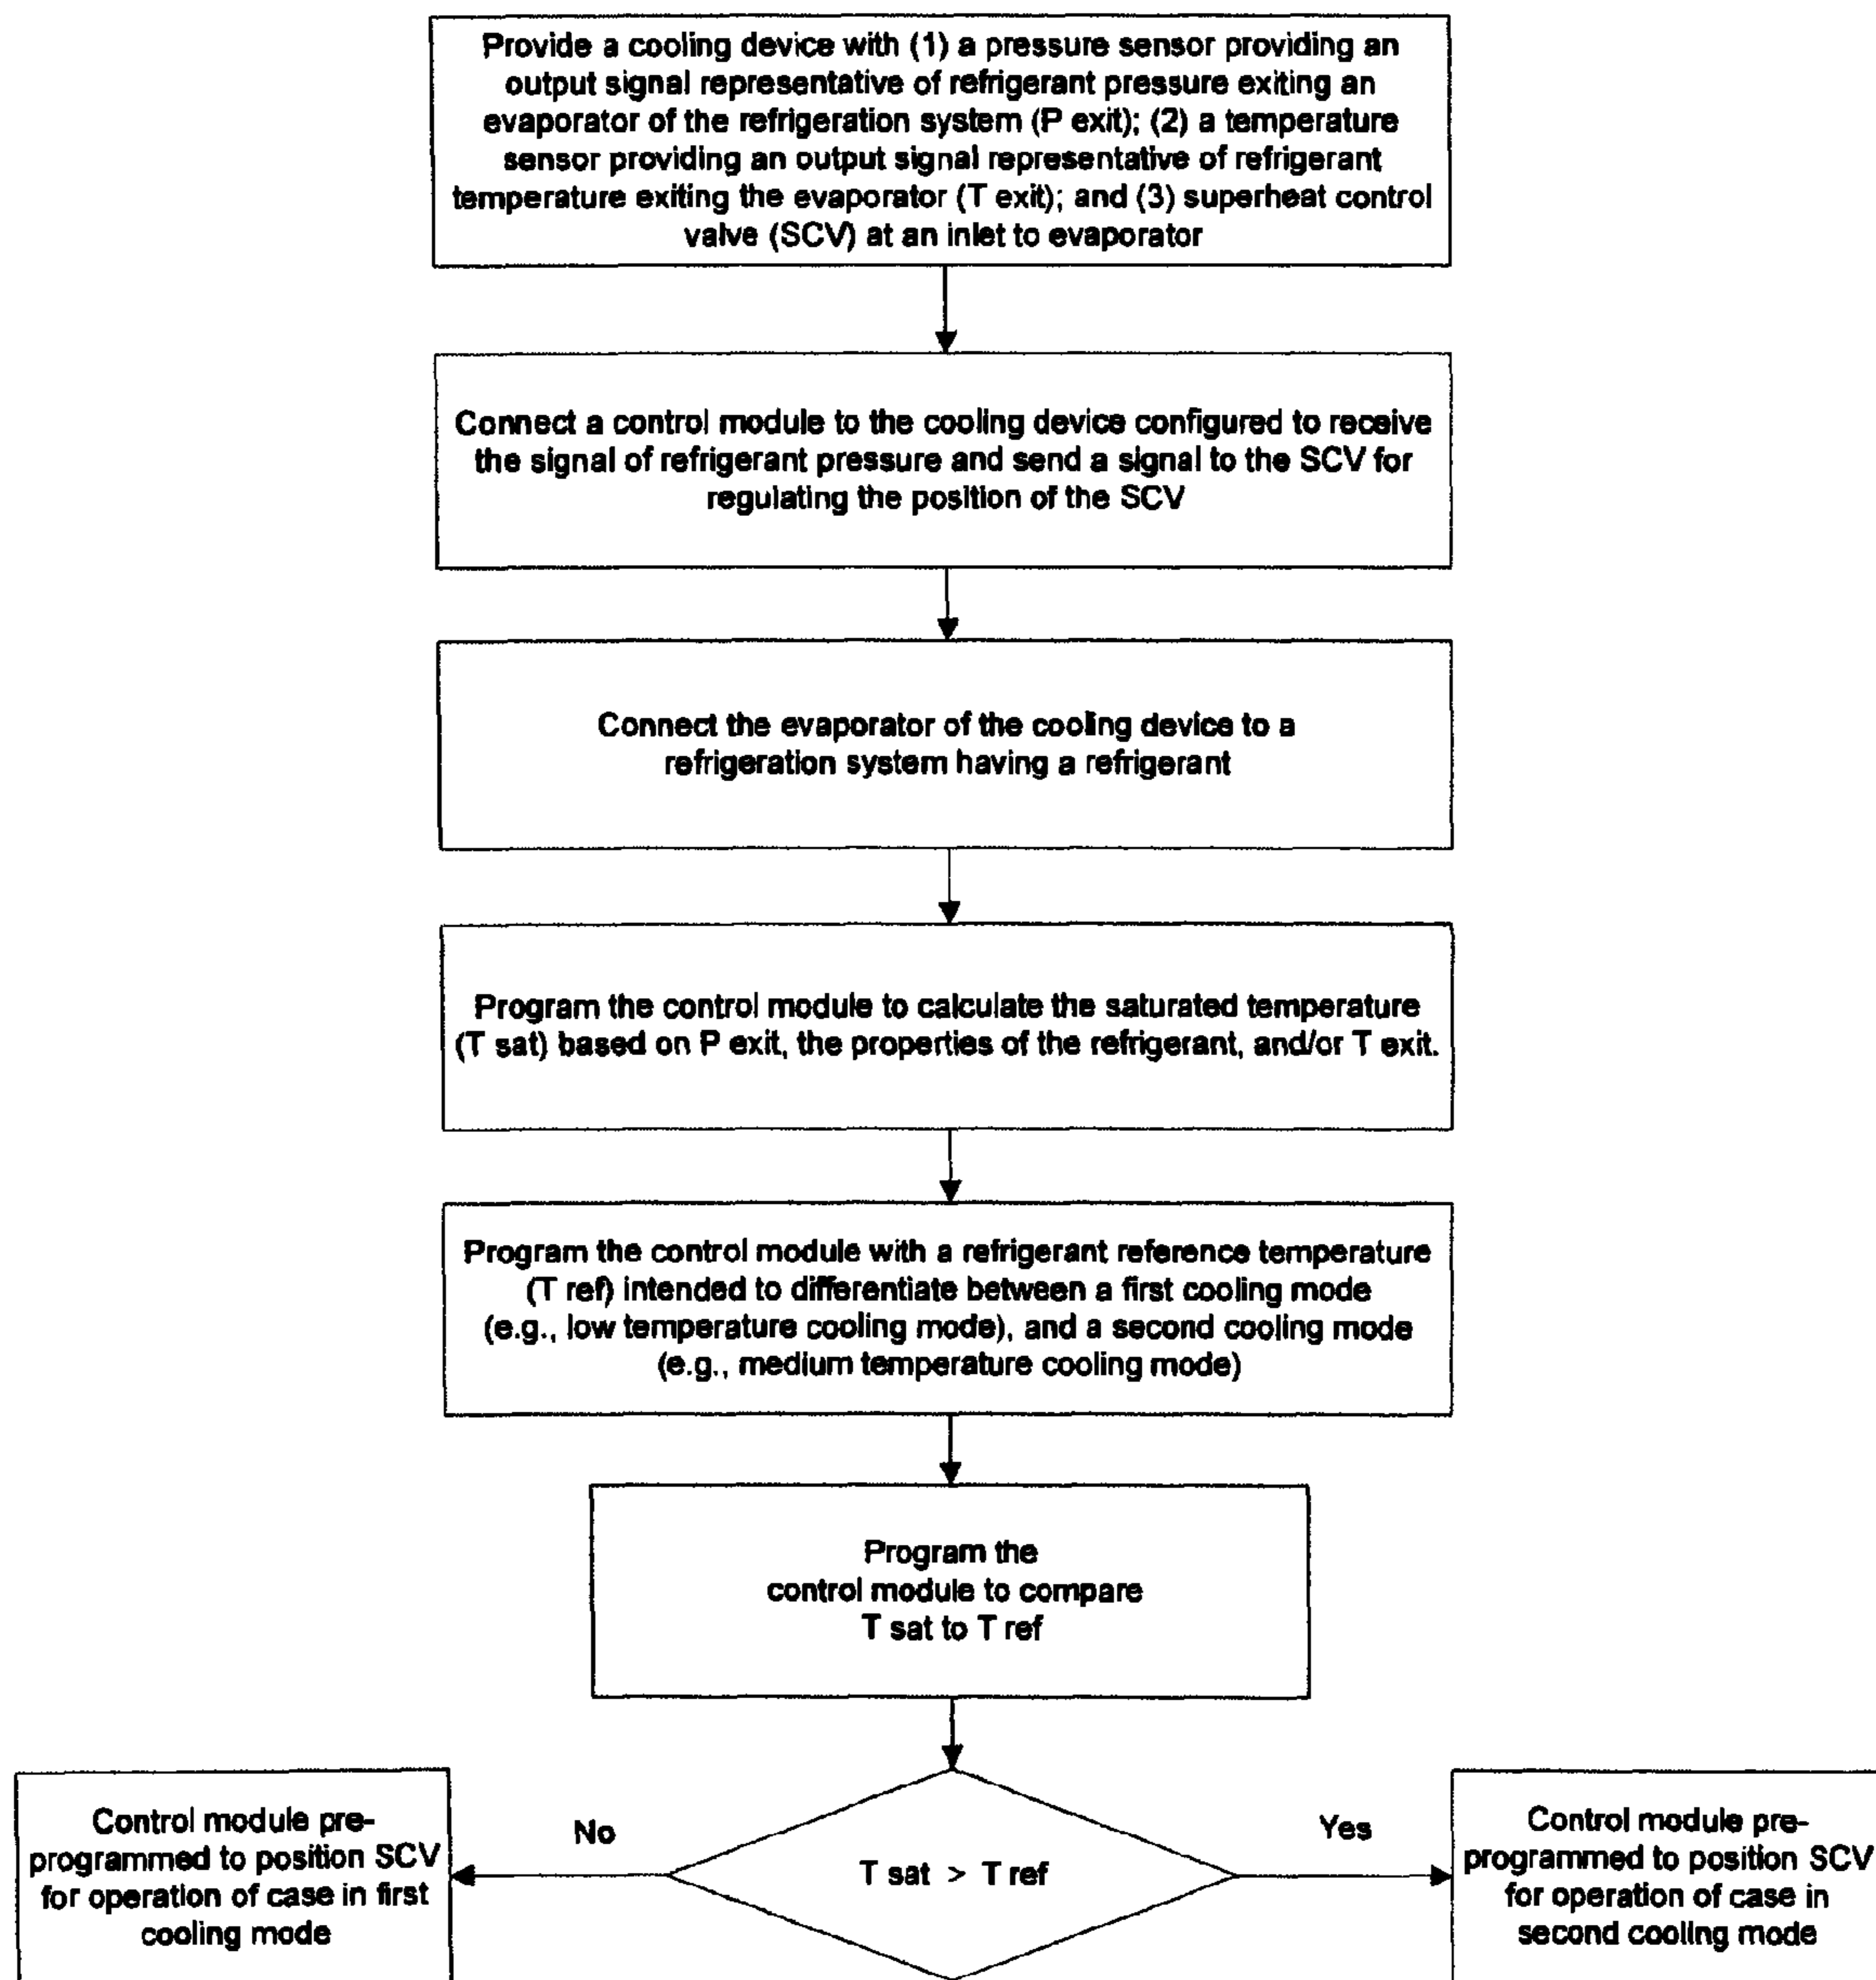 Provide a cooling device with (1) a pressure sensor providing an
output signal representative of refrigerant pressure exiting an
evaporator of the refrigeration system (P exit); (2) a temperature
sensor providing an output signal representative of refrigerant
temperature exiting the evaporator (T exit); and (3) superheat control
valve (SCV) at an inlet to evaporator
Connect a control module to the cooling device configured to receive
the signal of refrigerant pressure and send a signal to the SCV for
regulating the position of the SCV
Connect the evaporator of the cooling device to a
refrigeration system having a refrigerant
Program the control module to calculate the saturated temperature
(T sat) based on P exit, the properties of the refrigerant, and/or T exit.
Program the control module with a refrigerant reference temperature
(T ref) intended to differentiate between a first cooling mode
(e.g., low temperature cooling mode), and a second cooling mode
(e.g., medium temperature cooling mode)
Program the
control module to compare
T sat to T ref
T sat > T ref
No
Control module pre-
programmed to position SCV
for operation of case in first
cooling mode
Yes
Control module pre-
programmed to position SCV
for operation of case in
second cooling mode